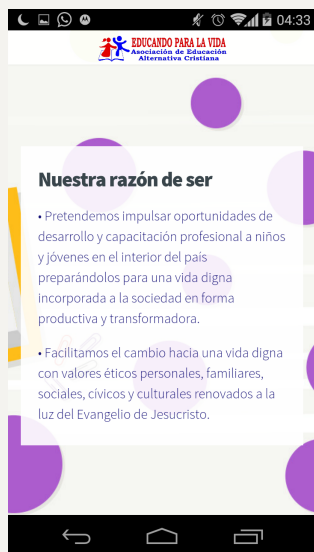 04:33
EDUCANDO PARA LA VIDA
Asociación de Educación
Alternativa Cristiana
Nuestra razón de ser
• Pretendemos impulsar oportunidades de
desarrollo y capacitación profesional a niños
y jóvenes en el interior del país
preparándolos para una vida digna
incorporada a la sociedad en forma
productiva y transformadora.
• Facilitamos el cambio hacia una vida digna
con valores éticos personales, familiares,
sociales, cívicos y culturales renovados a la
luz del Evangelio de Jesucristo.